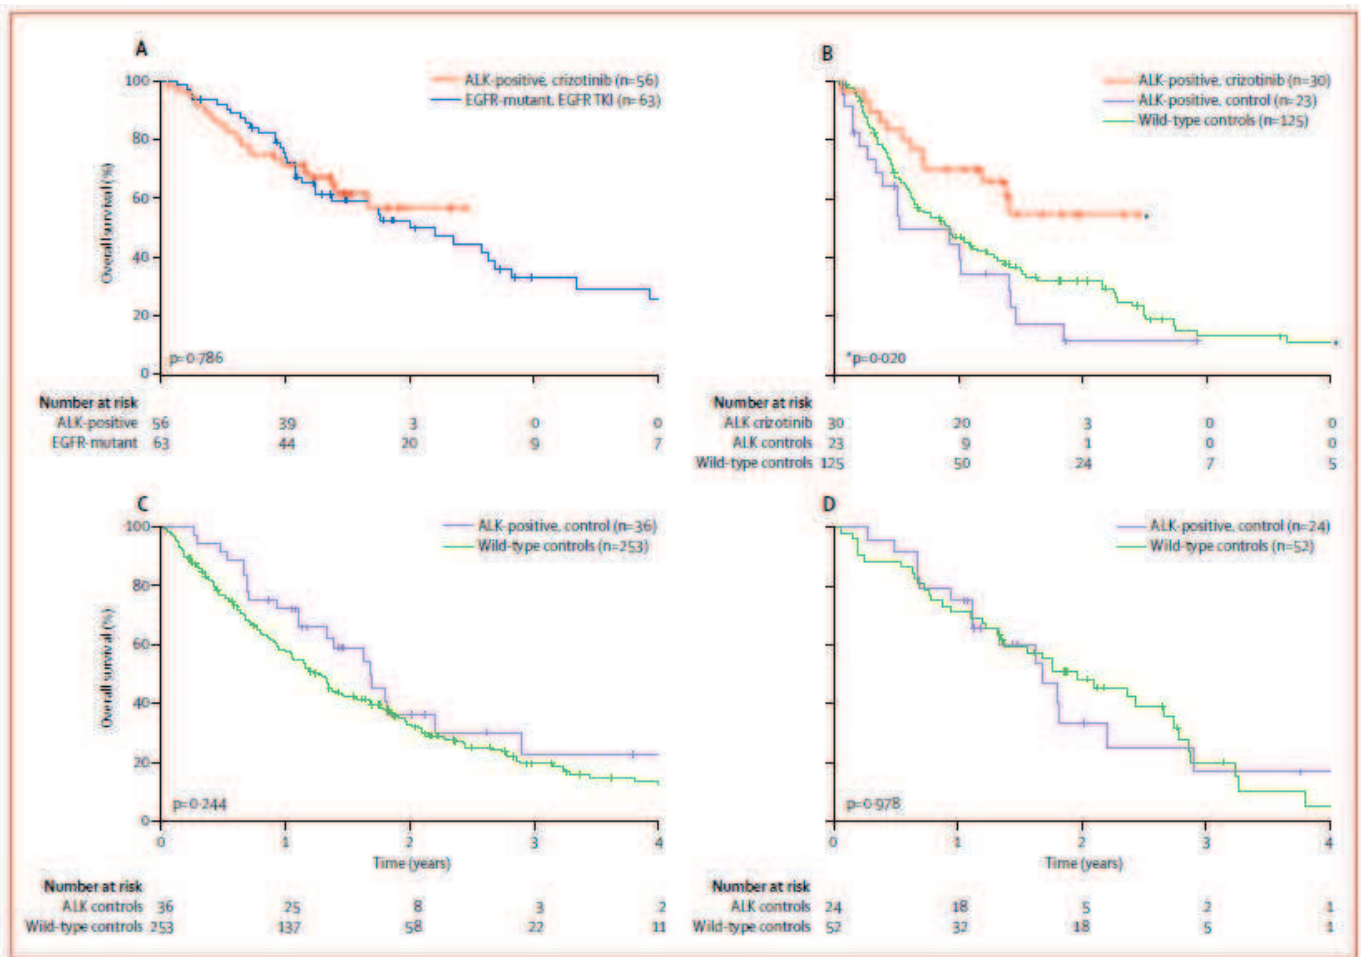 A
ALK-positive, crizotinib (n=56)
EGFR-mutant, EGFR TKI (n=63)
100
80
60
40
20
0
Overall survival (%)
p=0·786
Number at risk
ALK-positive 56 39 3 0 0
EGFR-mutant 63 44 20 9 7
B
ALK-positive, crizotinib (n=30)
ALK-positive, control (n=23)
Wild-type controls (n=125)
*
*
*p=0·020
Number at risk
ALK crizotinib 30 20 3 0 0
ALK controls 23 9 1 0 0
Wild-type controls 125 50 24 7 5
C
ALK-positive, control (n=36)
Wild-type controls (n=253)
100
80
60
40
20
0
Overall survival (%)
p=0·244
0 1 2 3 4
Time (years)
Number at risk
ALK controls 36 25 8 3 2
Wild-type controls 253 137 58 22 11
D
ALK-positive, control (n=24)
Wild-type controls (n=52)
p=0·978
0 1 2 3 4
Time (years)
Number at risk
ALK controls 24 18 5 2 1
Wild-type controls 52 32 18 5 1